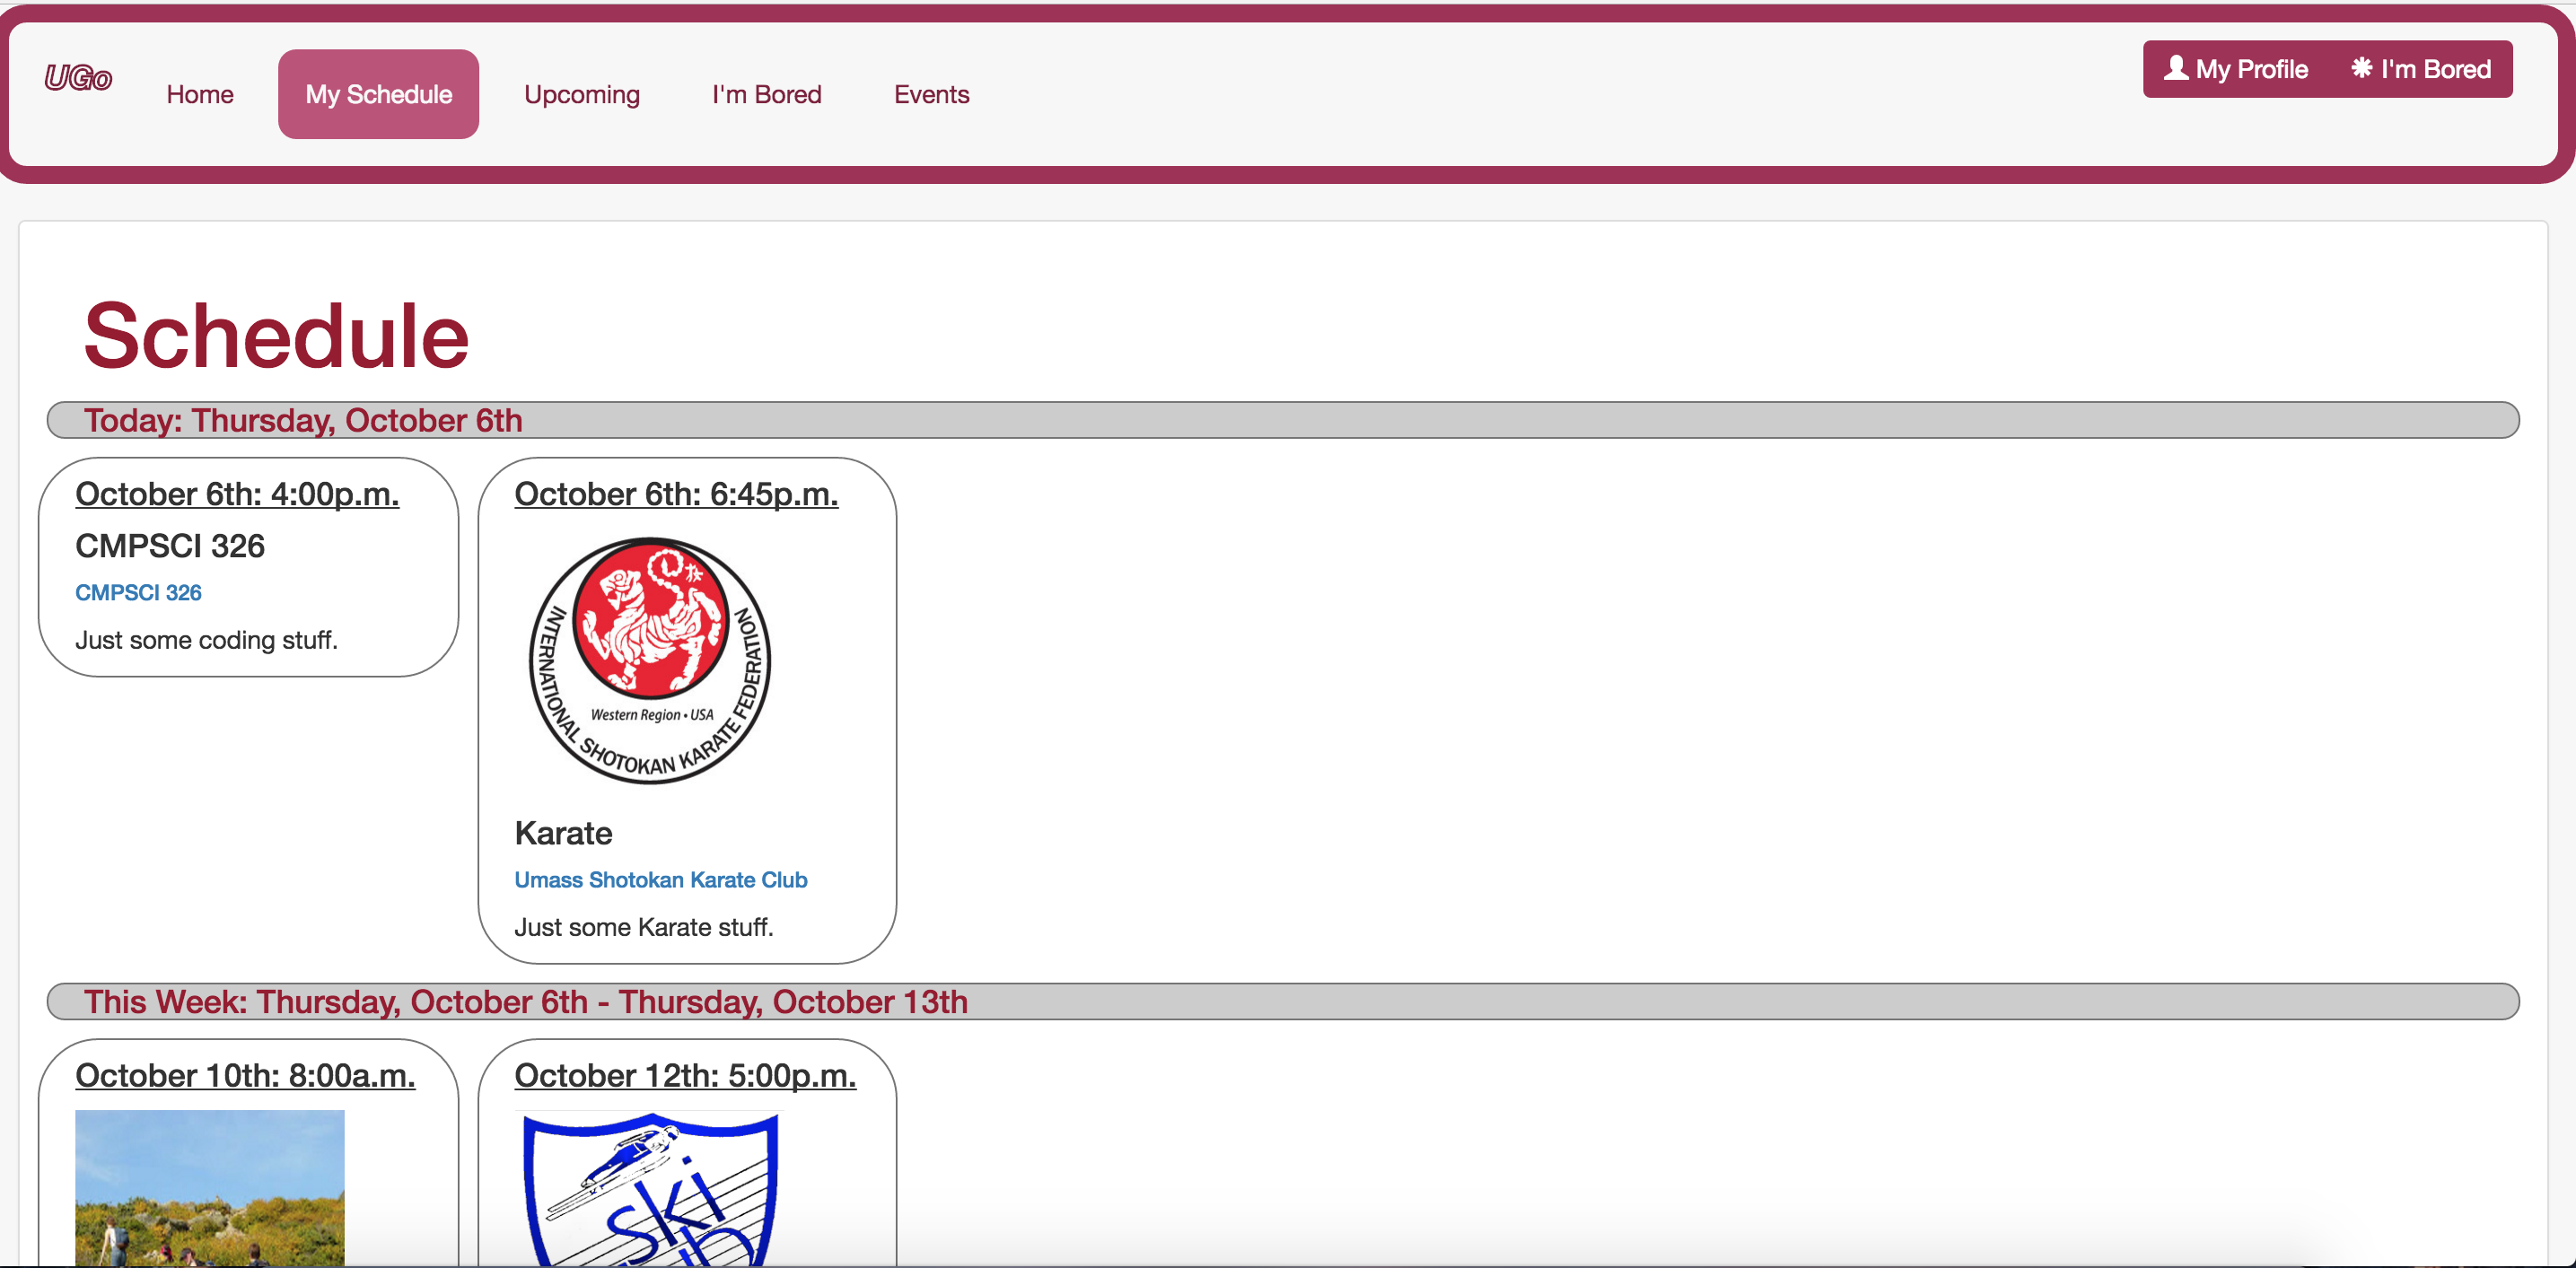 UGo
Home
My Schedule
Upcoming
I'm Bored
Events
My Profile
I'm Bored
Schedule
Today: Thursday, October 6th
October 6th: 4:00p.m.
CMPSCI 326
CMPSCI 326
Just some coding stuff.
October 6th: 6:45p.m.
INTERNATIONAL SHOTOKAN KARATE FEDERATION
Western Region • USA
Karate
Umass Shotokan Karate Club
Just some Karate stuff.
This Week: Thursday, October 6th - Thursday, October 13th
October 10th: 8:00a.m.
October 12th: 5:00p.m.
ski